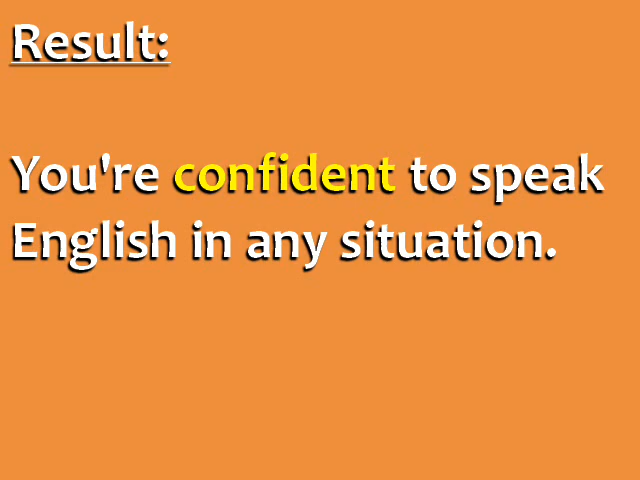 Result:
You're confident to speak
English in any situation.